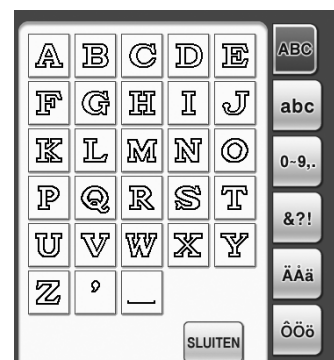 A B C D E
F G H I J
K L M N O
P Q R S T
U V W X Y
Z ’ _
SLUITEN
ABC
abc
0~9,.
&?!
ÄÅä
ÔÖö